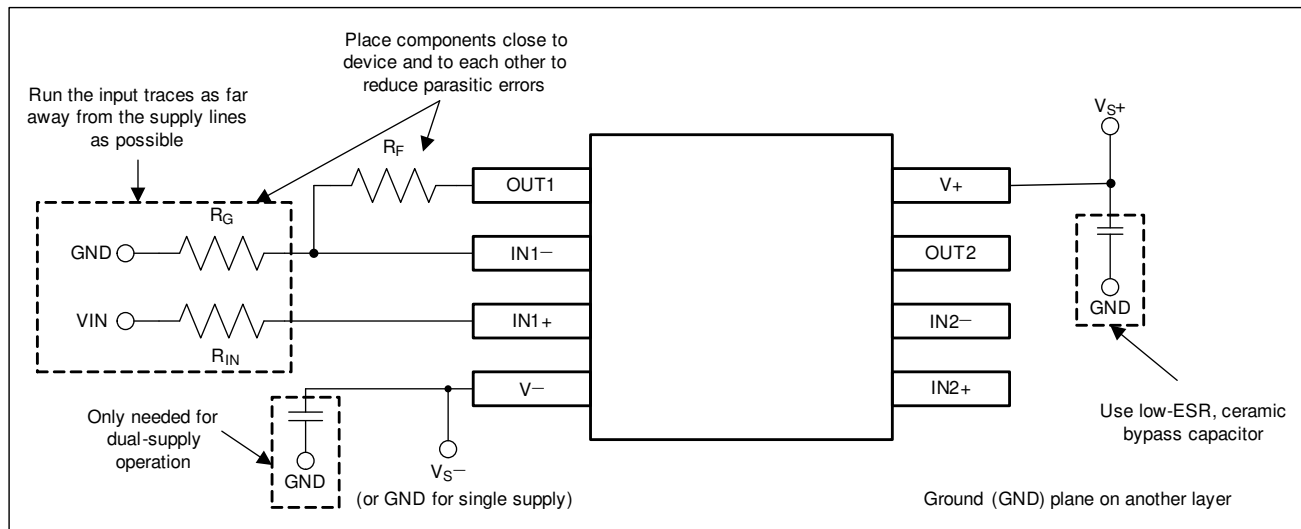 Place components close to
device and to each other to
reduce parasitic errors
Run the input traces as far
away from the supply lines
as possible
VS+
RF
OUT1
V+
RG
GND
IN1−
OUT2
GND
VIN
IN1+
IN2−
RIN
V−
IN2+
Only needed for
dual-supply
operation
GND
VS−
(or GND for single supply)
Use low-ESR, ceramic
bypass capacitor
Ground (GND) plane on another layer